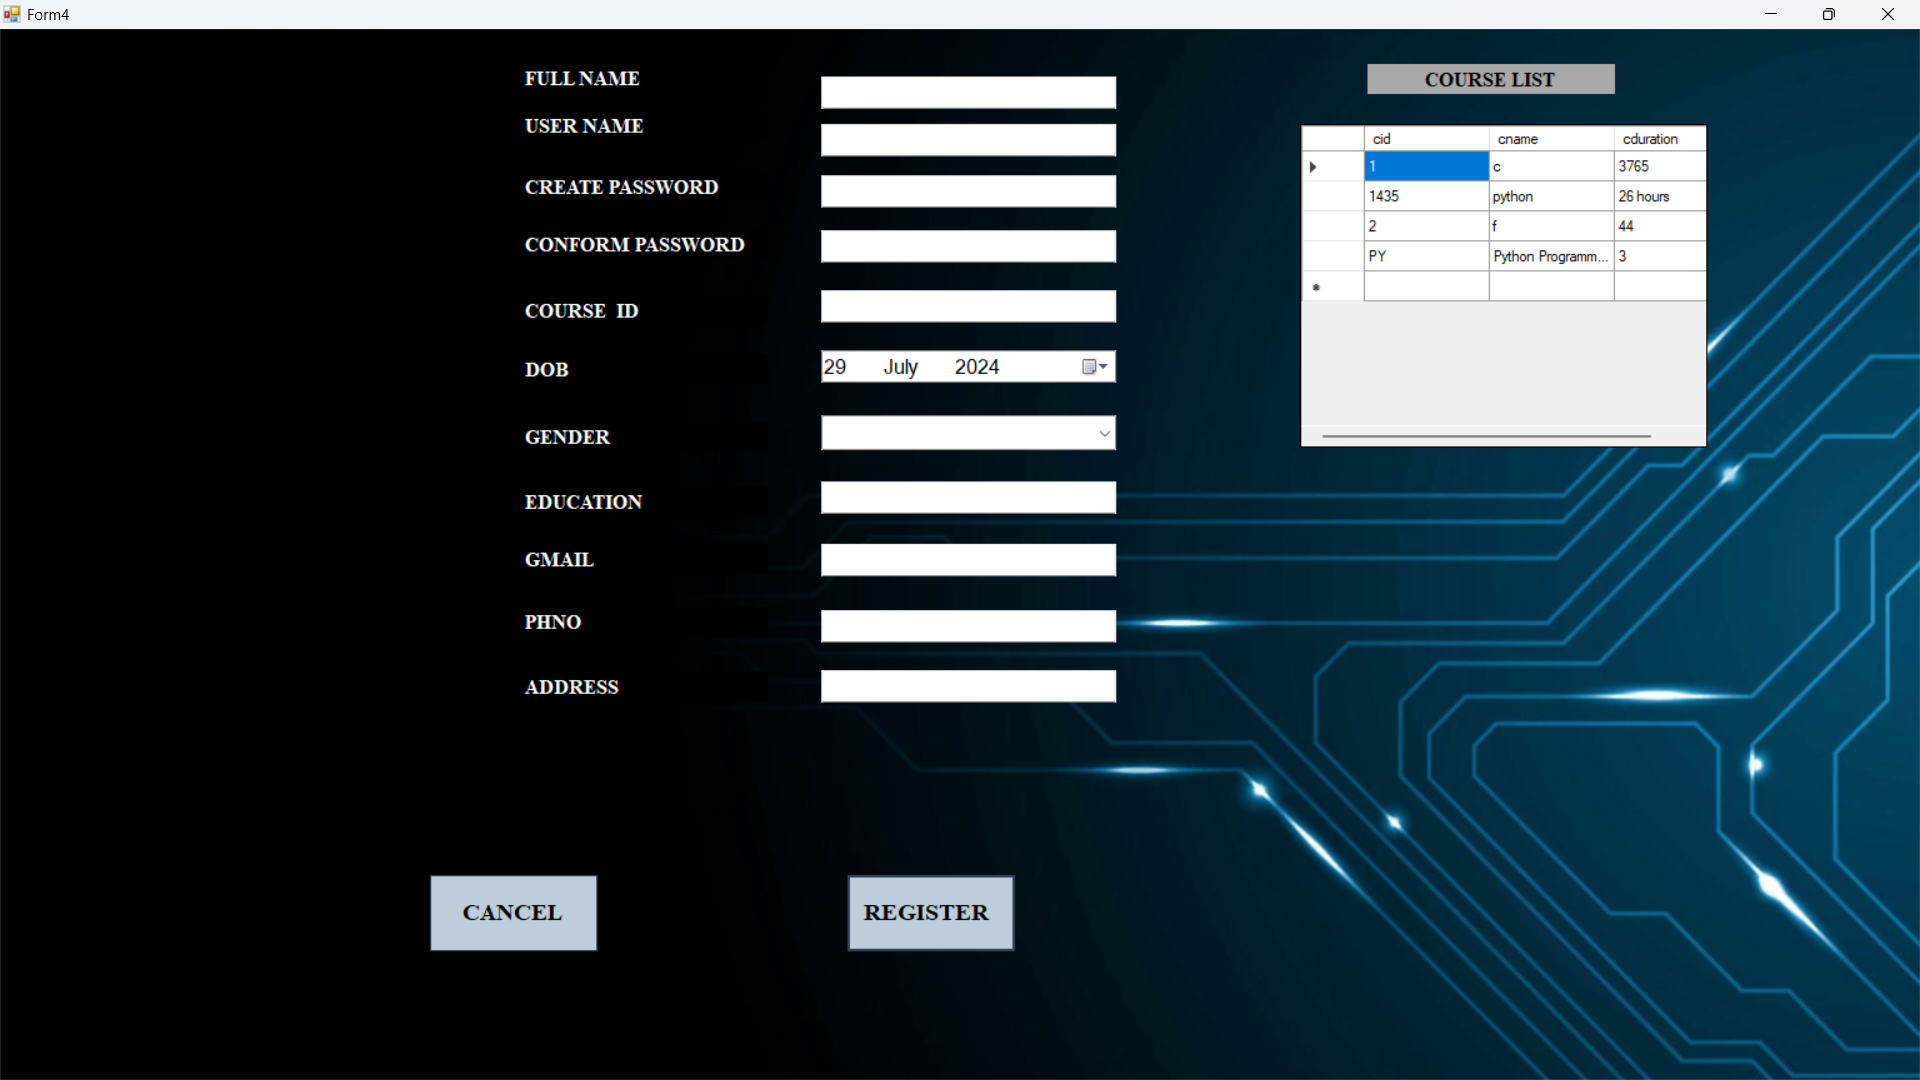 Form4
FULL NAME
USER NAME
CREATE PASSWORD
CONFORM PASSWORD
COURSE ID
DOB
29 July 2024
GENDER
EDUCATION
GMAIL
PHNO
ADDRESS
CANCEL
REGISTER
COURSE LIST
cid cname cduration
1 c 3765
1435 python 26 hours
2 f 44
PY Python Programm... 3